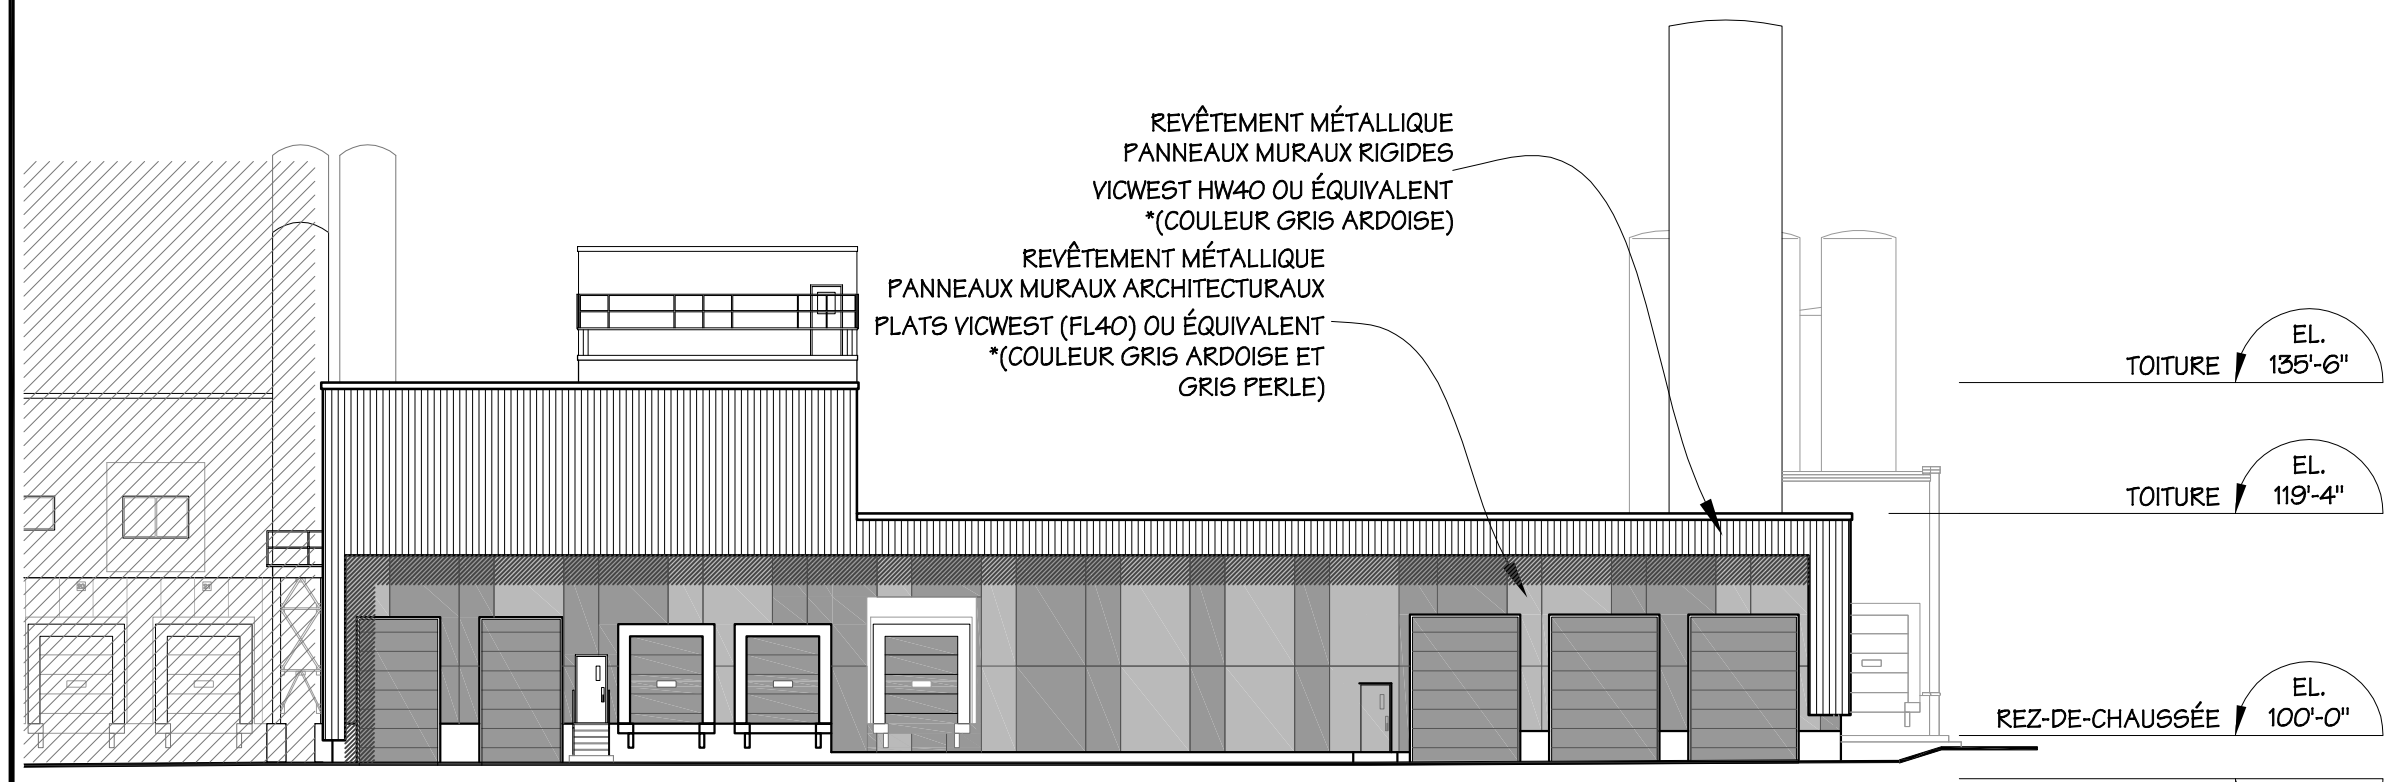 REVÊTEMENT MÉTALLIQUE
PANNEAUX MURAUX RIGIDES
VICWEST HW40 OU ÉQUIVALENT
*(COULEUR GRIS ARDOISE)
REVÊTEMENT MÉTALLIQUE
PANNEAUX MURAUX ARCHITECTURAUX
PLATS VICWEST (FL40) OU ÉQUIVALENT
*(COULEUR GRIS ARDOISE ET
GRIS PERLE)
TOITURE
EL.
135'-6"
TOITURE
EL.
119'-4"
REZ-DE-CHAUSSÉE
EL.
100'-0"